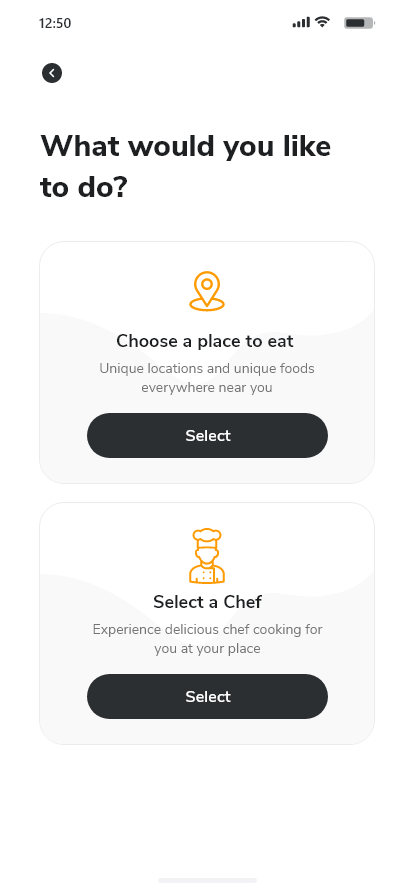 12:50
What would you like
to do?
Choose a place to eat
Unique locations and unique foods
everywhere near you
Select
Select a Chef
Experience delicious chef cooking for
you at your place
Select